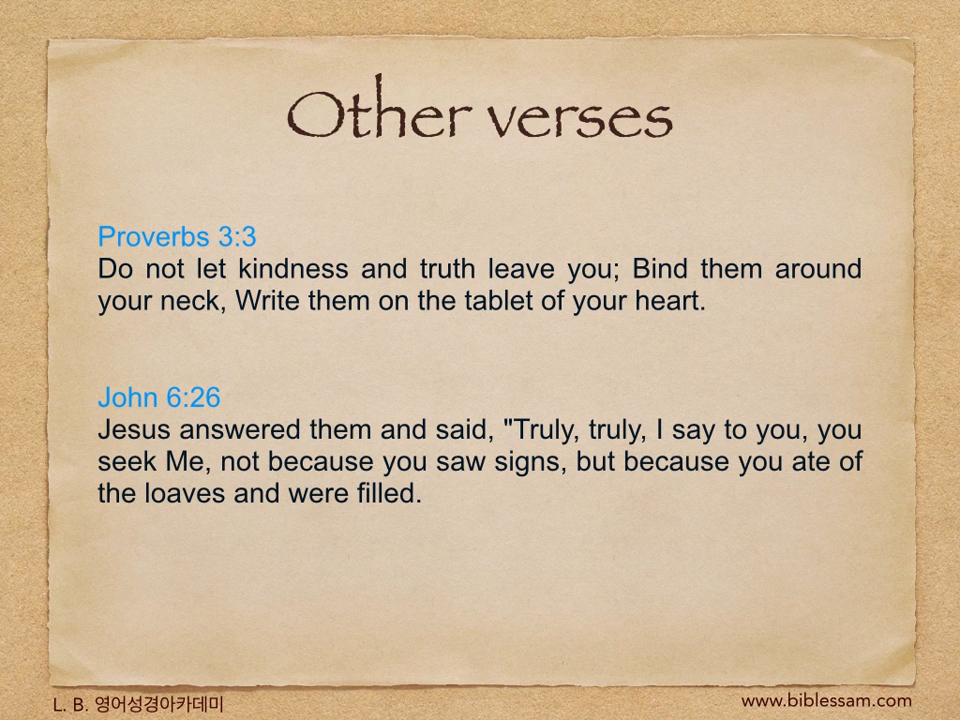 Other verses
Proverbs 3:3
Do not let kindness and truth leave you; Bind them around
your neck, Write them on the tablet of your heart.
John 6:26
Jesus answered them and said, "Truly, truly, I say to you, you
seek Me, not because you saw signs, but because you ate of
the loaves and were filled.
L. B. 영어성경아카데미
www.biblessam.com